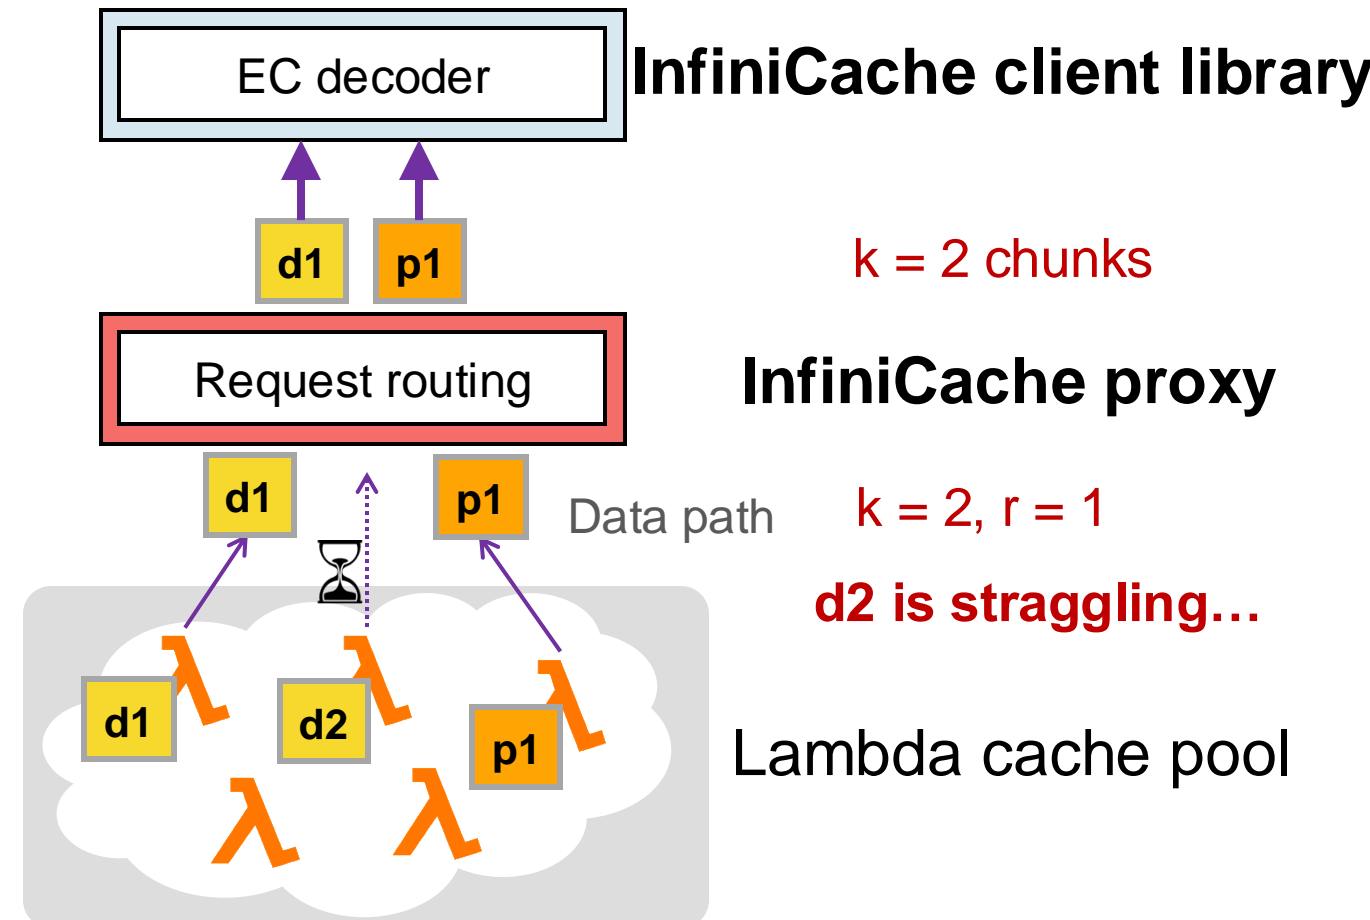 EC decoder
InfiniCache client library
d1
p1
k = 2 chunks
Request routing
InfiniCache proxy
d1
p1
Data path
k = 2, r = 1
d2 is straggling…
λ
λ
λ
d1
d2
p1
Lambda cache pool
λ
λ